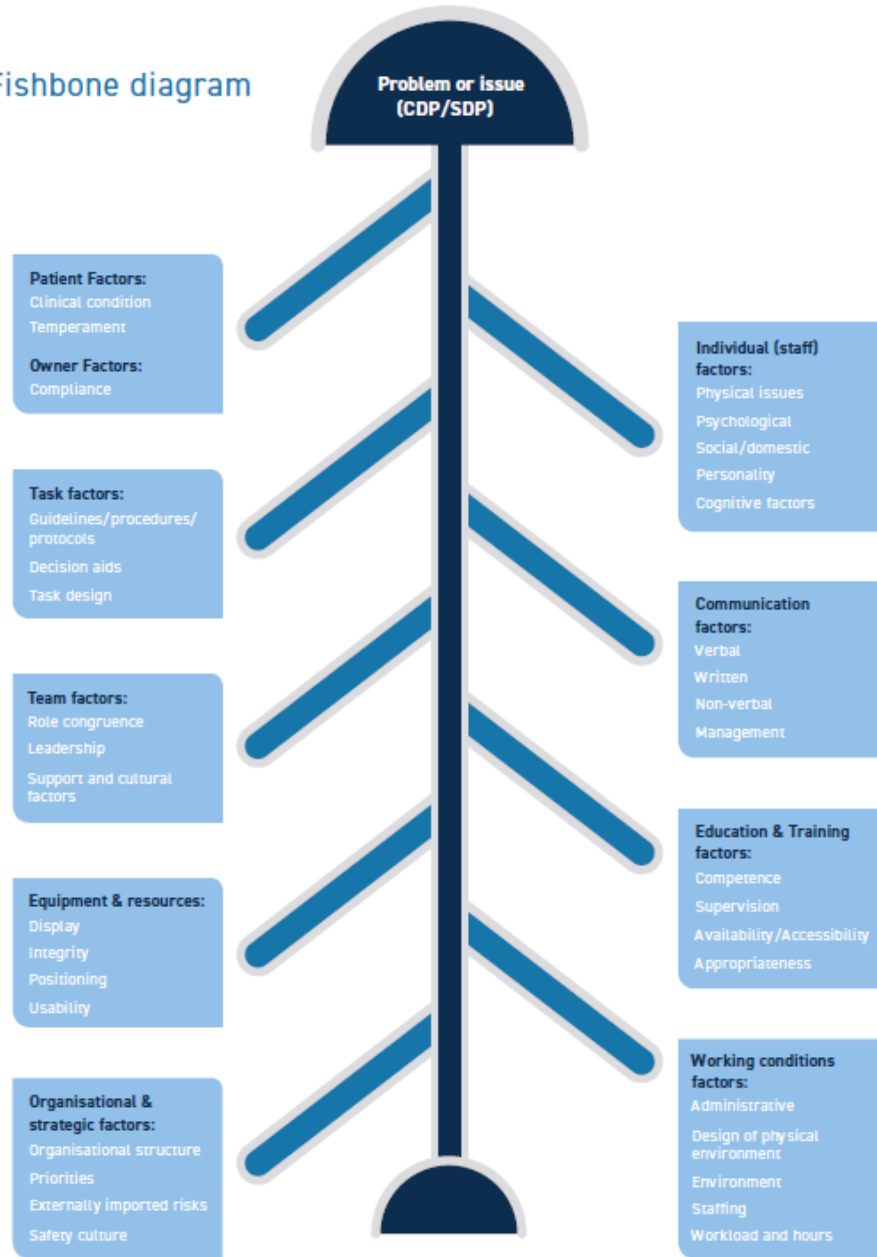 Fishbone diagram
Problem or issue
(CDP/SDP)
Patient Factors:
Clinical condition
Temperament
Owner Factors:
Compliance
Individual (staff)
factors:
Physical issues
Psychological
Social/domestic
Personality
Cognitive factors
Task factors:
Guidelines/procedures/
protocols
Decision aids
Task design
Communication
factors:
Verbal
Written
Non-verbal
Management
Team factors:
Role congruence
Leadership
Support and cultural
factors
Education & Training
factors:
Competence
Supervision
Availability/Accessibility
Appropriateness
Equipment & resources:
Display
Integrity
Positioning
Usability
Working conditions
factors:
Administrative
Design of physical
environment
Environment
Staffing
Workload and hours
Organisational &
strategic factors:
Organisational structure
Priorities
Externally imported risks
Safety culture